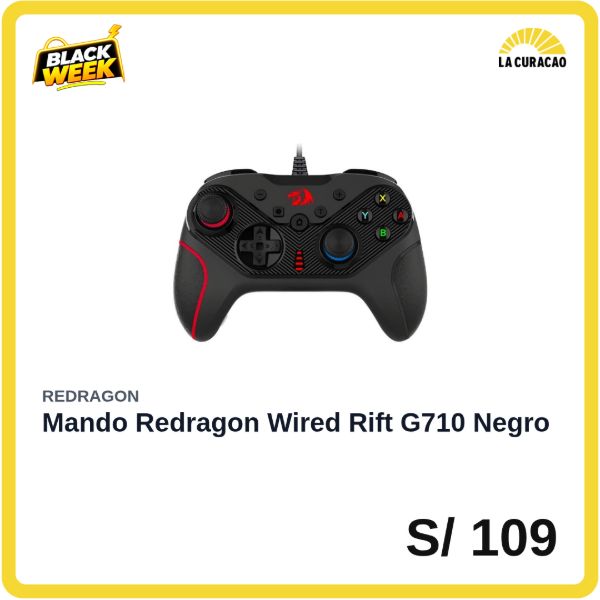 BLACK
WEEK
LA CURACAO
X
Y
A
B
REDRAGON
Mando Redragon Wired Rift G710 Negro
S/ 109